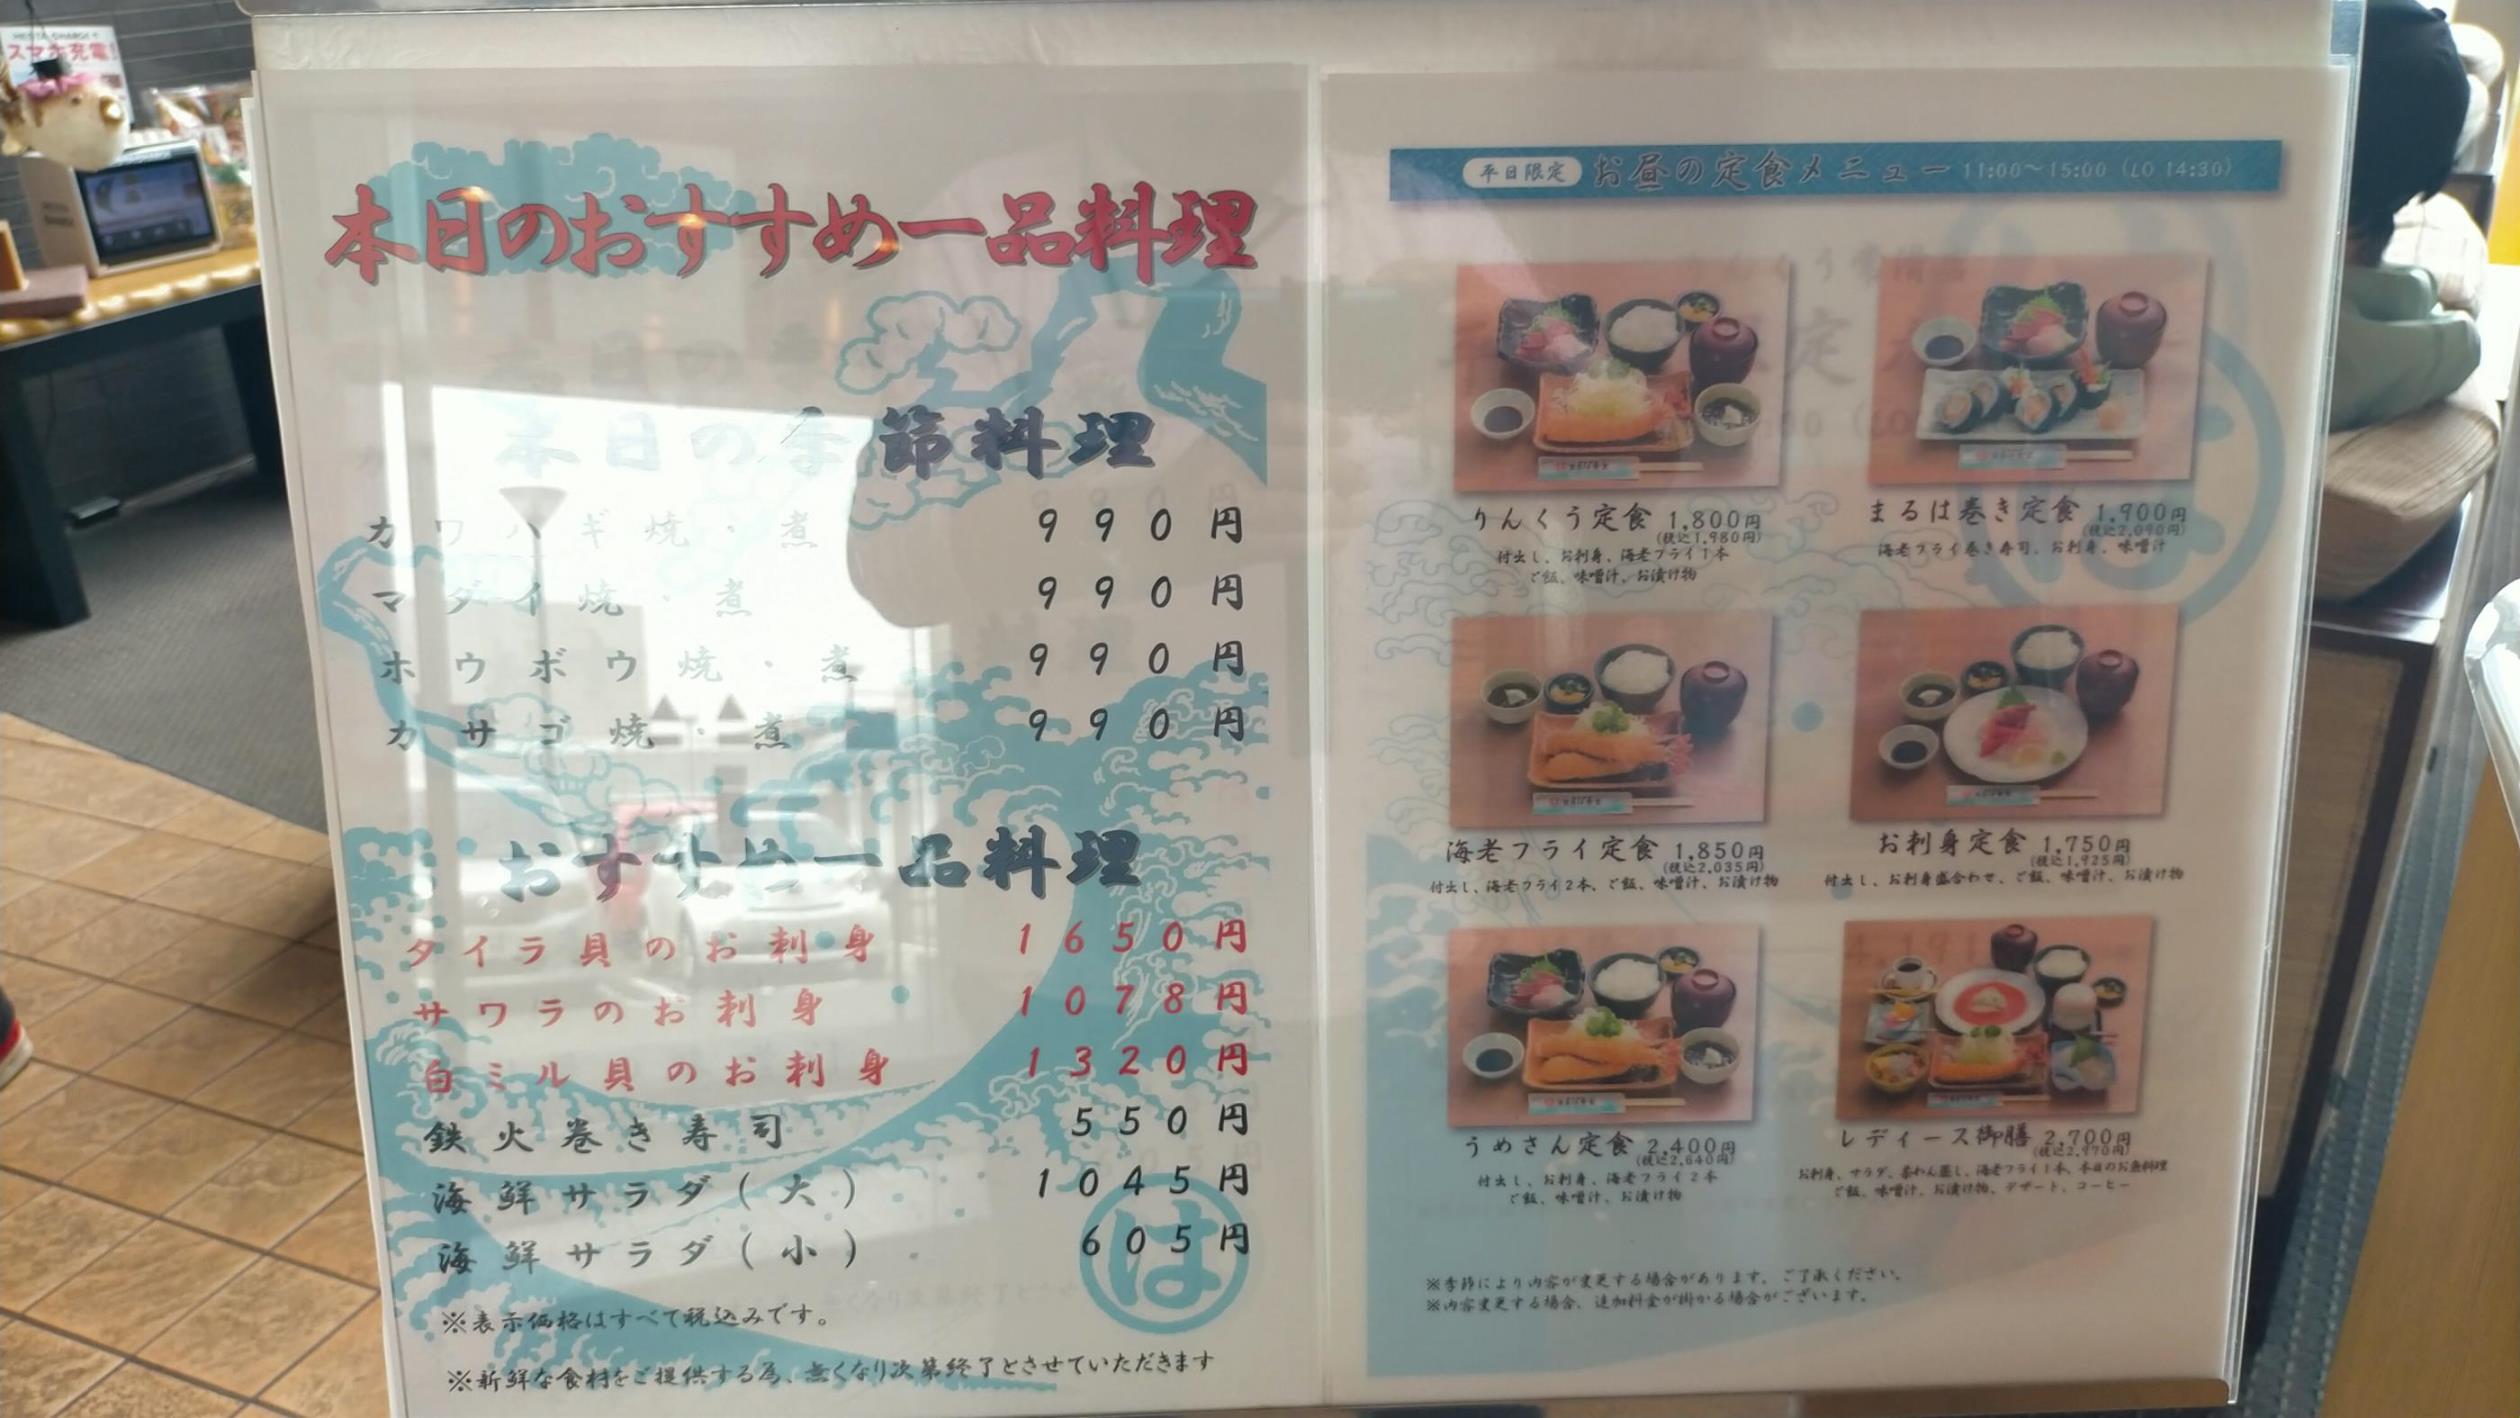 スマホ充電!
本日のおすすめ一品料理
本日の季節料理
カワハギ焼・煮 990円
マダイ焼・煮 990円
ホウボウ焼・煮 990円
カサゴ焼・煮 990円
おすすめ一品料理
タイラ貝のお刺身 1650円
サワラのお刺身 1078円
白ミル貝のお刺身 1320円
鉄火巻き寿司 550円
海鮮サラダ(大) 1045円
海鮮サラダ(小) 605円
は
※表示価格はすべて税込みです。
※新鮮な食材をご提供する為、無くなり次第終了とさせていただきます
平日限定 お昼の定食メニュー 11:00~15:00 (LO 14:30)
りんくう定食 1,800円
(税込1,980円)
付出し、お刺身、海老フライ1本
ご飯、味噌汁、お漬け物
まるは巻き定食 1,900円
(税込2,090円)
海老フライ巻き寿司、お刺身、味噌汁
海老フライ定食 1,850円
(税込2,035円)
付出し、海老フライ2本、ご飯、味噌汁、お漬け物
お刺身定食 1,750円
(税込1,925円)
付出し、お刺身盛合わせ、ご飯、味噌汁、お漬け物
うめさん定食 2,400円
(税込2,640円)
付出し、お刺身、海老フライ2本
ご飯、味噌汁、お漬け物
レディース御膳 2,700円
(税込2,970円)
お刺身、サラダ、茶わん蒸し、海老フライ1本、本日のお魚料理
ご飯、味噌汁、お漬け物、デザート、コーヒー
※季節により内容が変更する場合があります。ご了承ください。
※内容変更する場合、追加料金が掛かる場合がございます。